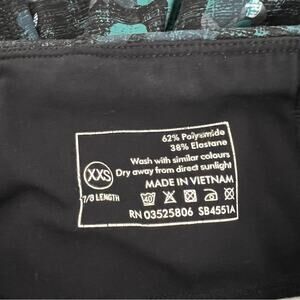 62% Polyamide
38% Elastane
Wash with similar colours
Dry away from direct sunlight
MADE IN VIETNAM
XXS
7/8 LENGTH
40
RN 03525806 SB4551A